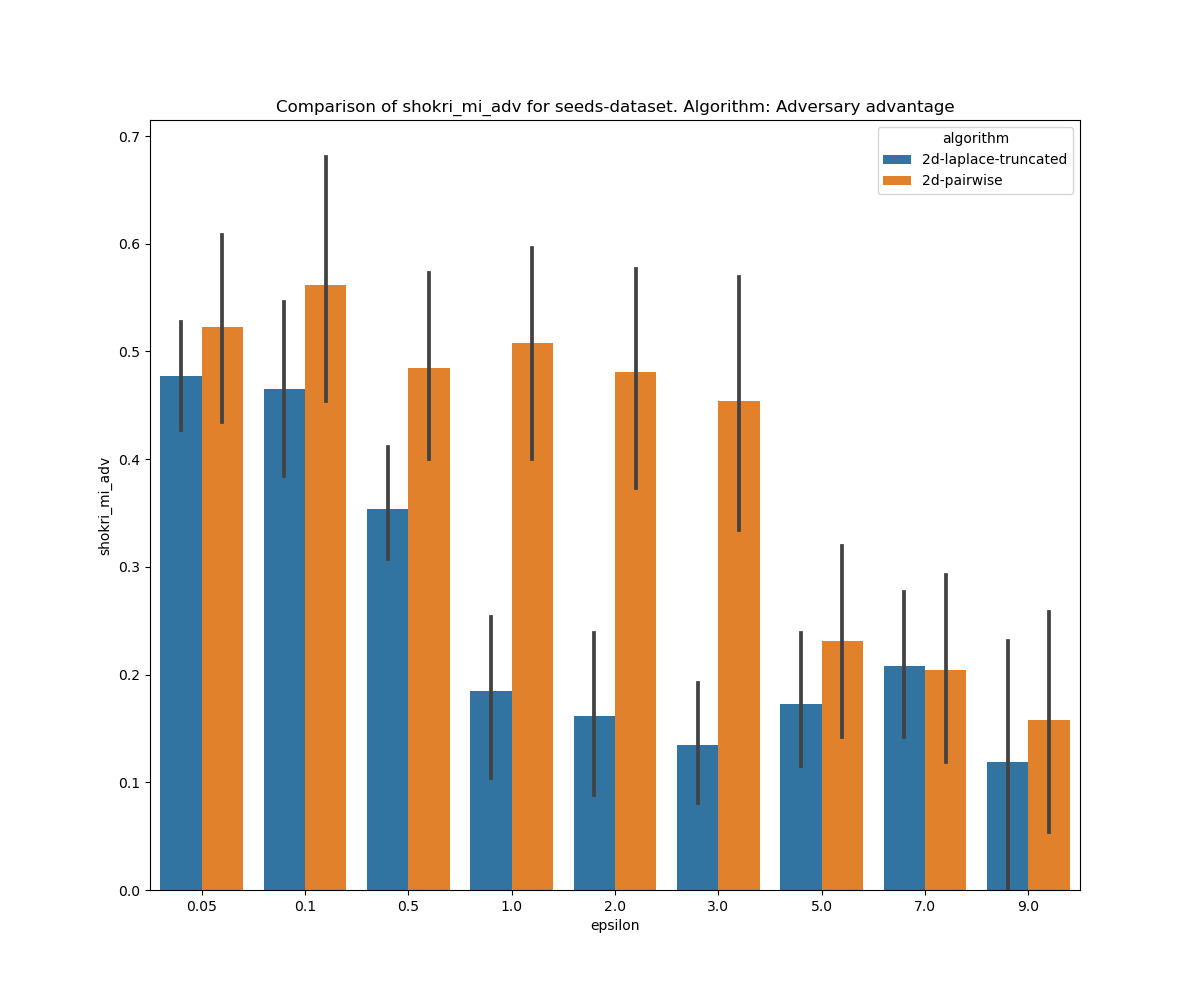 Comparison of shokri_mi_adv for seeds-dataset. Algorithm: Adversary advantage
algorithm
2d-laplace-truncated
2d-pairwise
0.7
0.6
0.5
0.4
0.3
0.2
0.1
0.0
shokri_mi_adv
0.05 0.1 0.5 1.0 2.0 3.0 5.0 7.0 9.0
epsilon